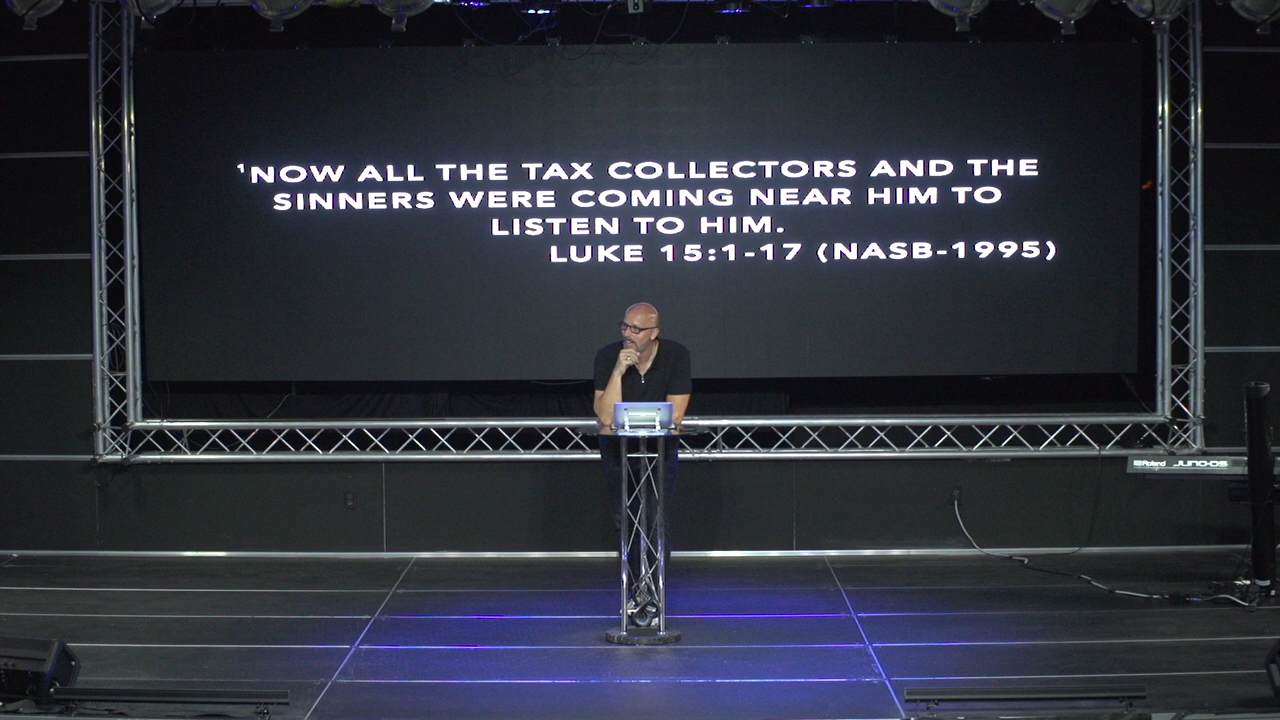 ¹NOW ALL THE TAX COLLECTORS AND THE
SINNERS WERE COMING NEAR HIM TO
LISTEN TO HIM.
LUKE 15:1-17 (NASB-1995)
Roland JUNO-DS